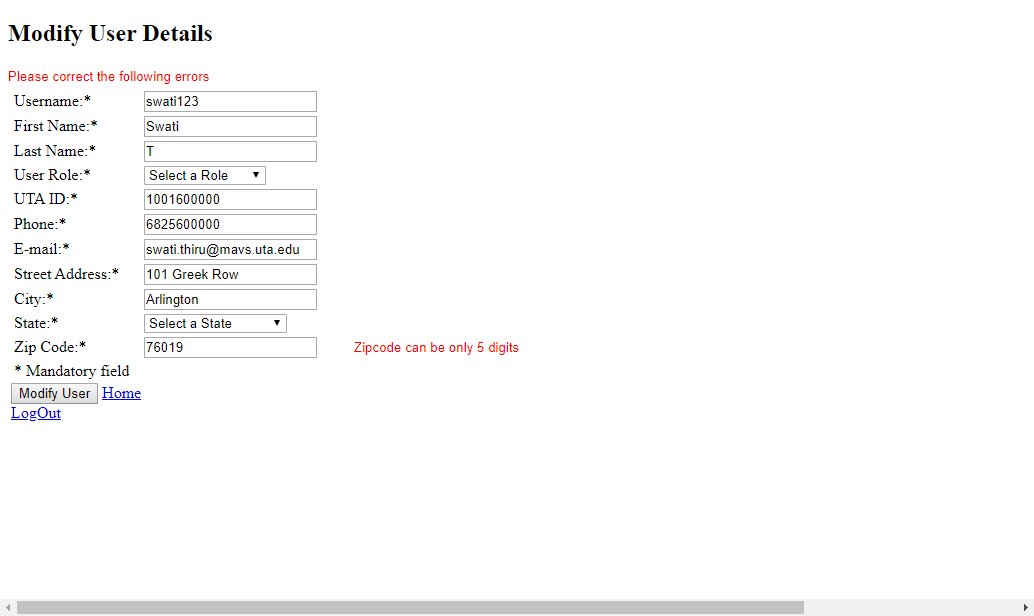 Modify User Details
Please correct the following errors
Username:* swati123
First Name:* Swati
Last Name:* T
User Role:* Select a Role
UTA ID:* 1001600000
Phone:* 6825600000
E-mail:* swati.thiru@mavs.uta.edu
Street Address:* 101 Greek Row
City:* Arlington
State:* Select a State
Zip Code:* 76019 Zipcode can be only 5 digits
* Mandatory field
Modify User Home
LogOut